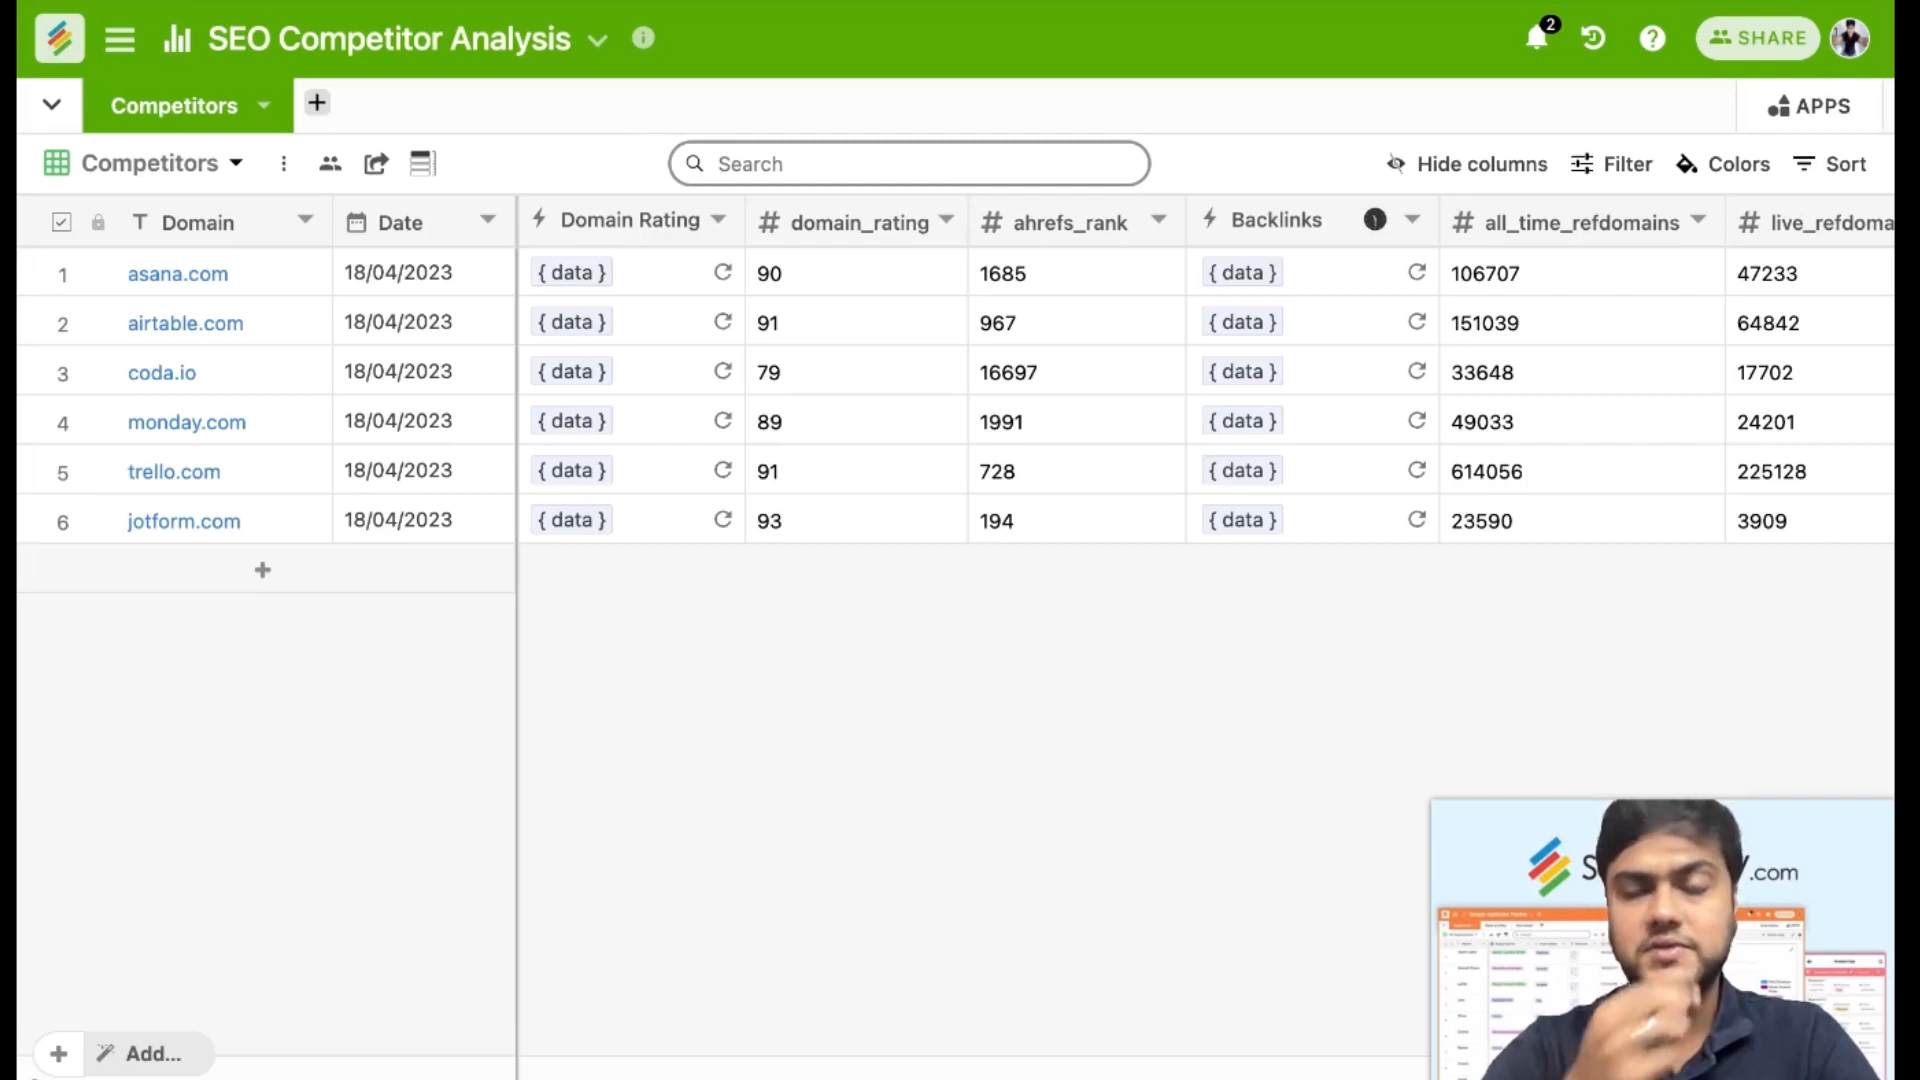 SEO Competitor Analysis
2
SHARE
Competitors
APPS
Competitors
Search
Hide columns
Filter
Colors
Sort
Domain Date Domain Rating # domain_rating # ahrefs_rank Backlinks # all_time_refdomains # live_refdoma
1 asana.com 18/04/2023 { data } 90 1685 { data } 106707 47233
2 airtable.com 18/04/2023 { data } 91 967 { data } 151039 64842
3 coda.io 18/04/2023 { data } 79 16697 { data } 33648 17702
4 monday.com 18/04/2023 { data } 89 1991 { data } 49033 24201
5 trello.com 18/04/2023 { data } 91 728 { data } 614056 225128
6 jotform.com 18/04/2023 { data } 93 194 { data } 23590 3909
+
.com
+ Add...